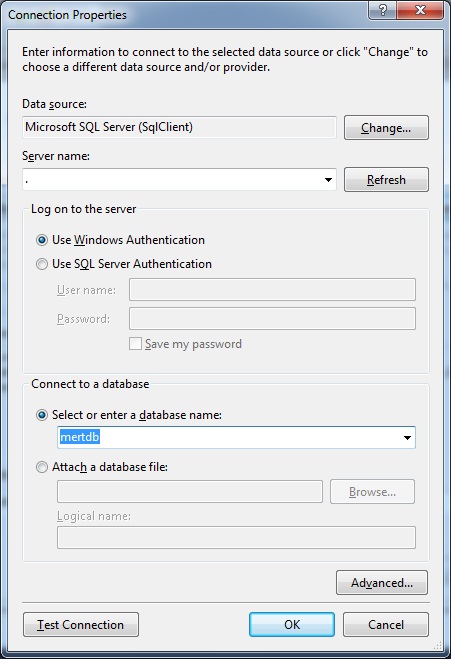 Connection Properties
Enter information to connect to the selected data source or click "Change" to
choose a different data source and/or provider.
Data source:
Microsoft SQL Server (SqlClient)
Change...
Server name:
.
Refresh
Log on to the server
Use Windows Authentication
Use SQL Server Authentication
User name:
Password:
Save my password
Connect to a database
Select or enter a database name:
mertdb
Attach a database file:
Browse...
Logical name:
Advanced...
Test Connection
OK
Cancel